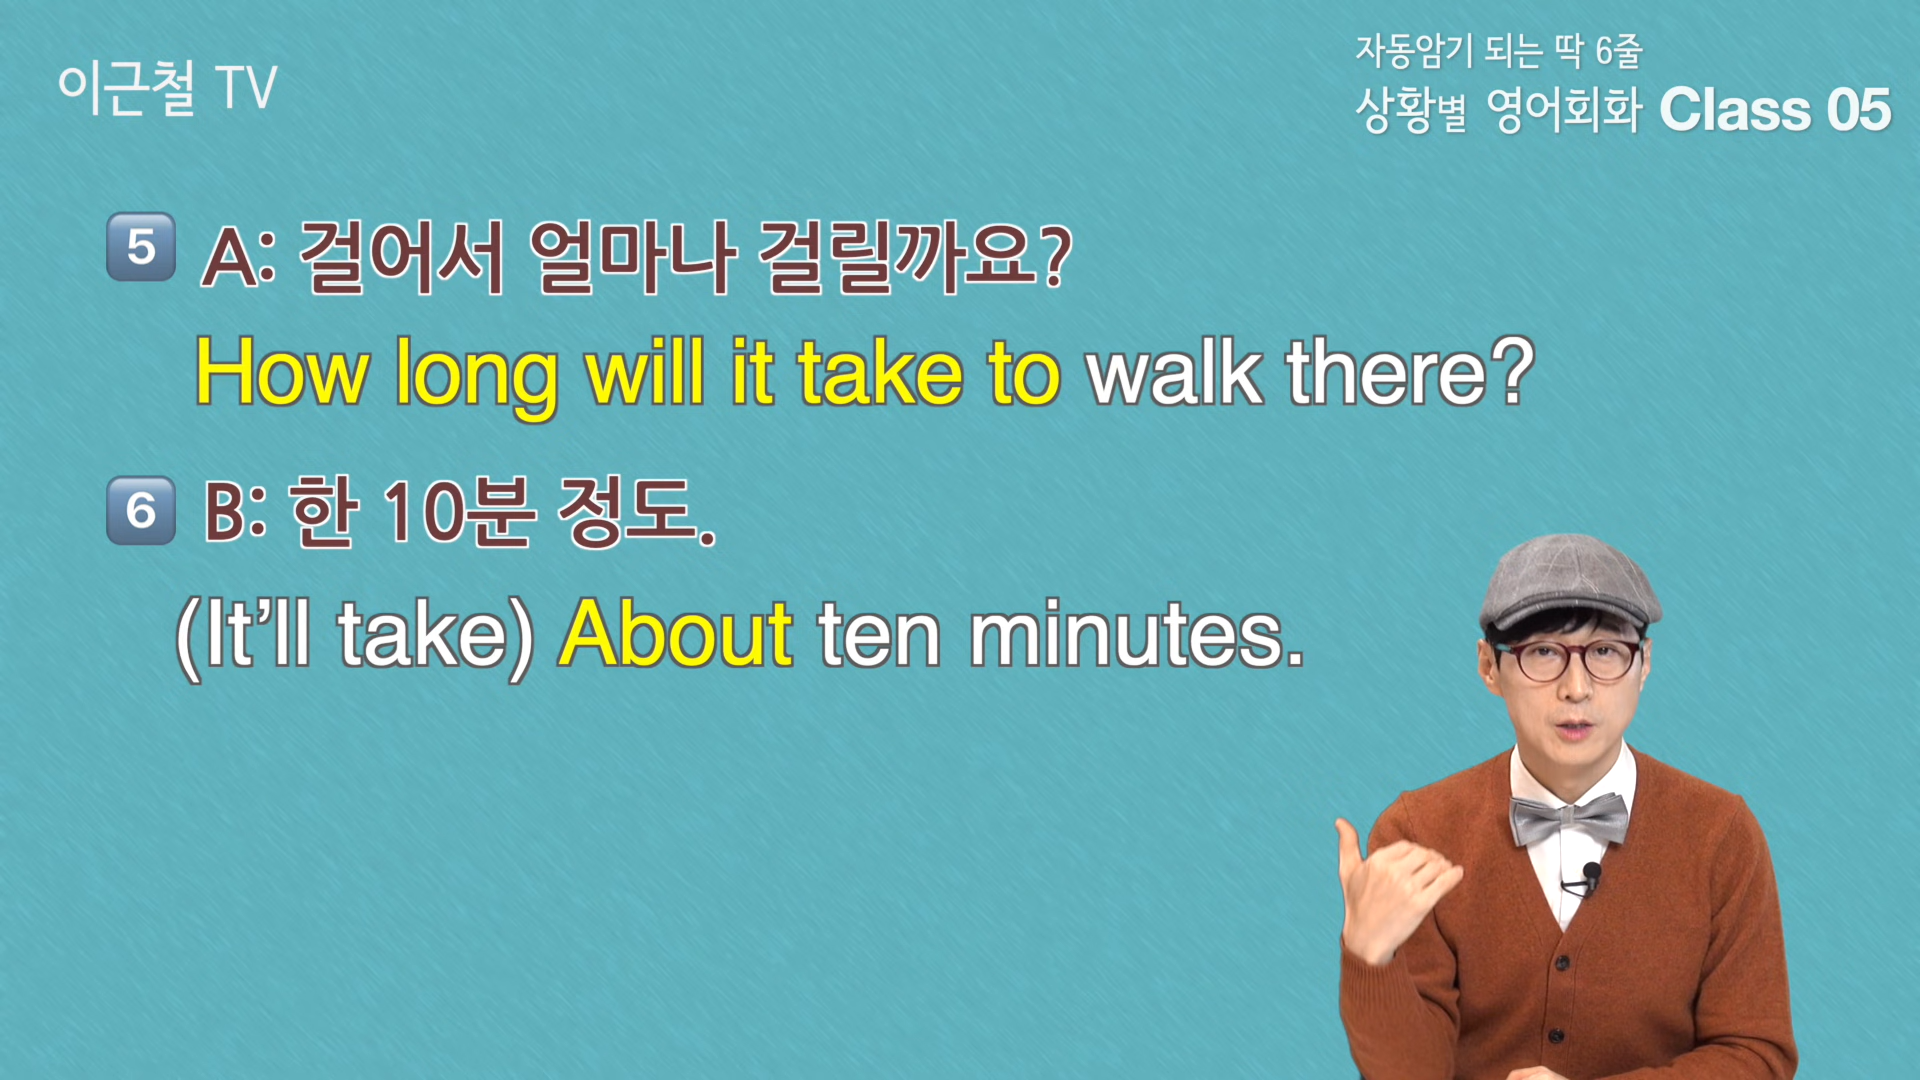 이근철 TV
자동암기 되는 딱 6줄
상황별 영어회화 Class 05
5 A: 걸어서 얼마나 걸릴까요?
How long will it take to walk there?
6 B: 한 10분 정도.
(It’ll take) About ten minutes.